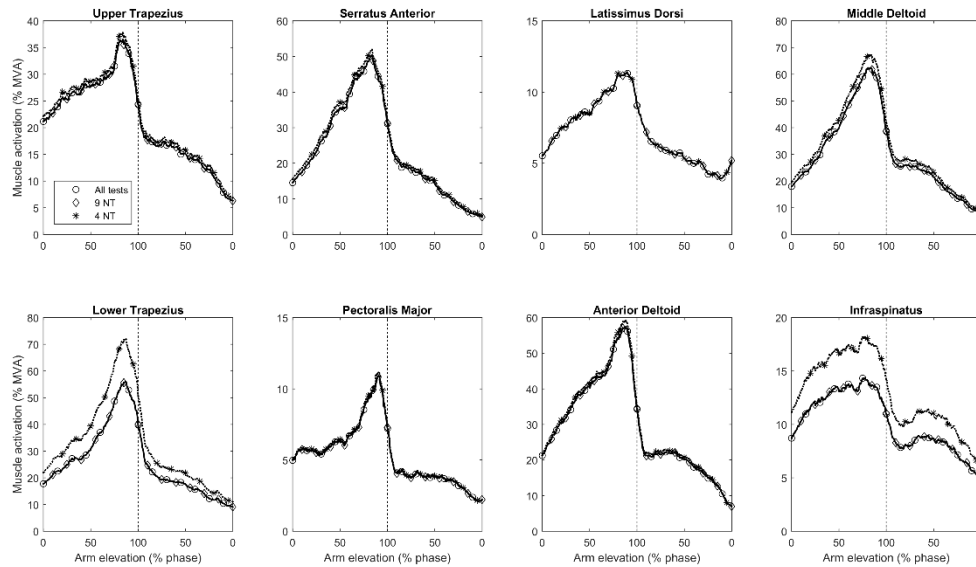 Upper Trapezius
Serratus Anterior
Latissimus Dorsi
Middle Deltoid
Muscle activation (% MVA)
40
35
30
25
20
15
10
5
0
All tests
9 NT
4 NT
0 50 100 50 0
60
50
40
30
20
10
0
0 50 100 50 0
15
10
5
0
0 50 100 50 0
80
70
60
50
40
30
20
10
0
0 50 100 50
Lower Trapezius
Pectoralis Major
Anterior Deltoid
Infraspinatus
Muscle activation (% MVA)
80
70
60
50
40
30
20
10
0
0 50 100 50 0
Arm elevation (% phase)
15
10
5
0
0 50 100 50 0
Arm elevation (% phase)
60
50
40
30
20
10
0
0 50 100 50 0
Arm elevation (% phase)
20
15
10
5
0
0 50 100 50
Arm elevation (% phase)